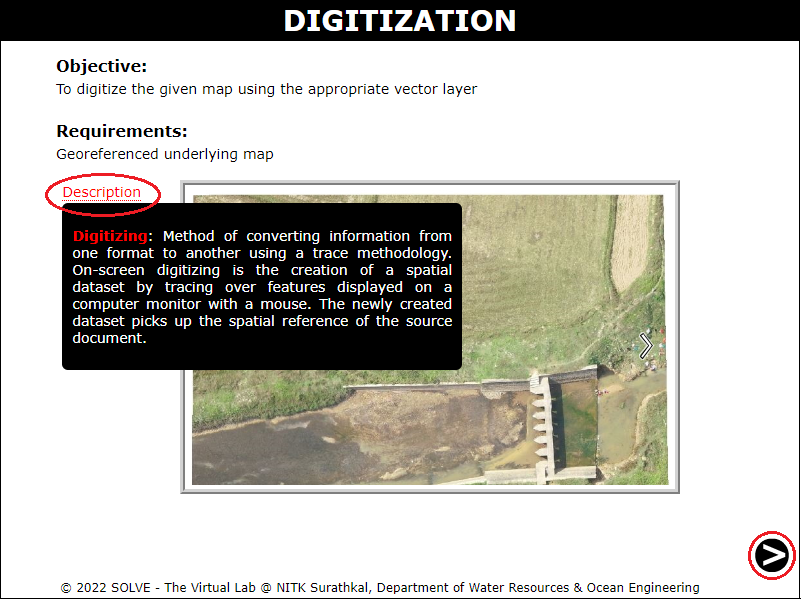 DIGITIZATION
Objective:
To digitize the given map using the appropriate vector layer
Requirements:
Georeferenced underlying map
Description
Digitizing: Method of converting information from
one format to another using a trace methodology.
On-screen digitizing is the creation of a spatial
dataset by tracing over features displayed on a
computer monitor with a mouse. The newly created
dataset picks up the spatial reference of the source
document.
© 2022 SOLVE - The Virtual Lab @ NITK Surathkal, Department of Water Resources & Ocean Engineering